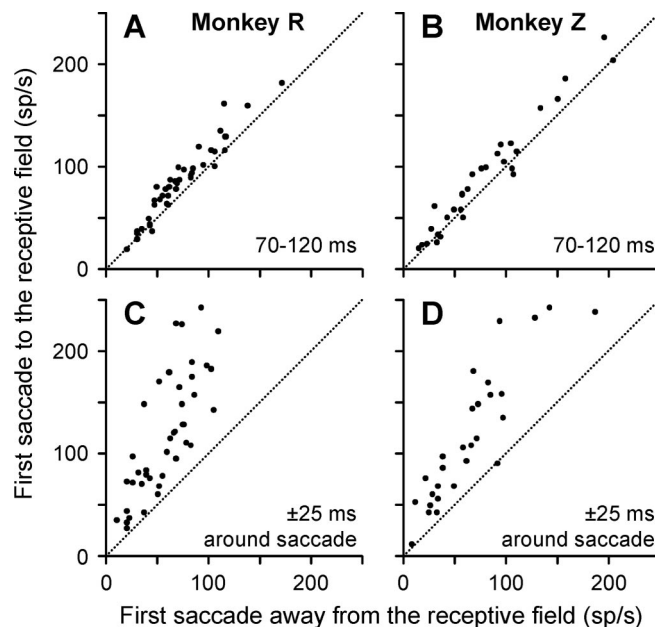 A Monkey R
B Monkey Z
200
100
0
70-120 ms
70-120 ms
C
D
200
100
0
±25 ms
around saccade
±25 ms
around saccade
0 100 200
0 100 200
First saccade to the receptive field (sp/s)
First saccade away from the receptive field (sp/s)